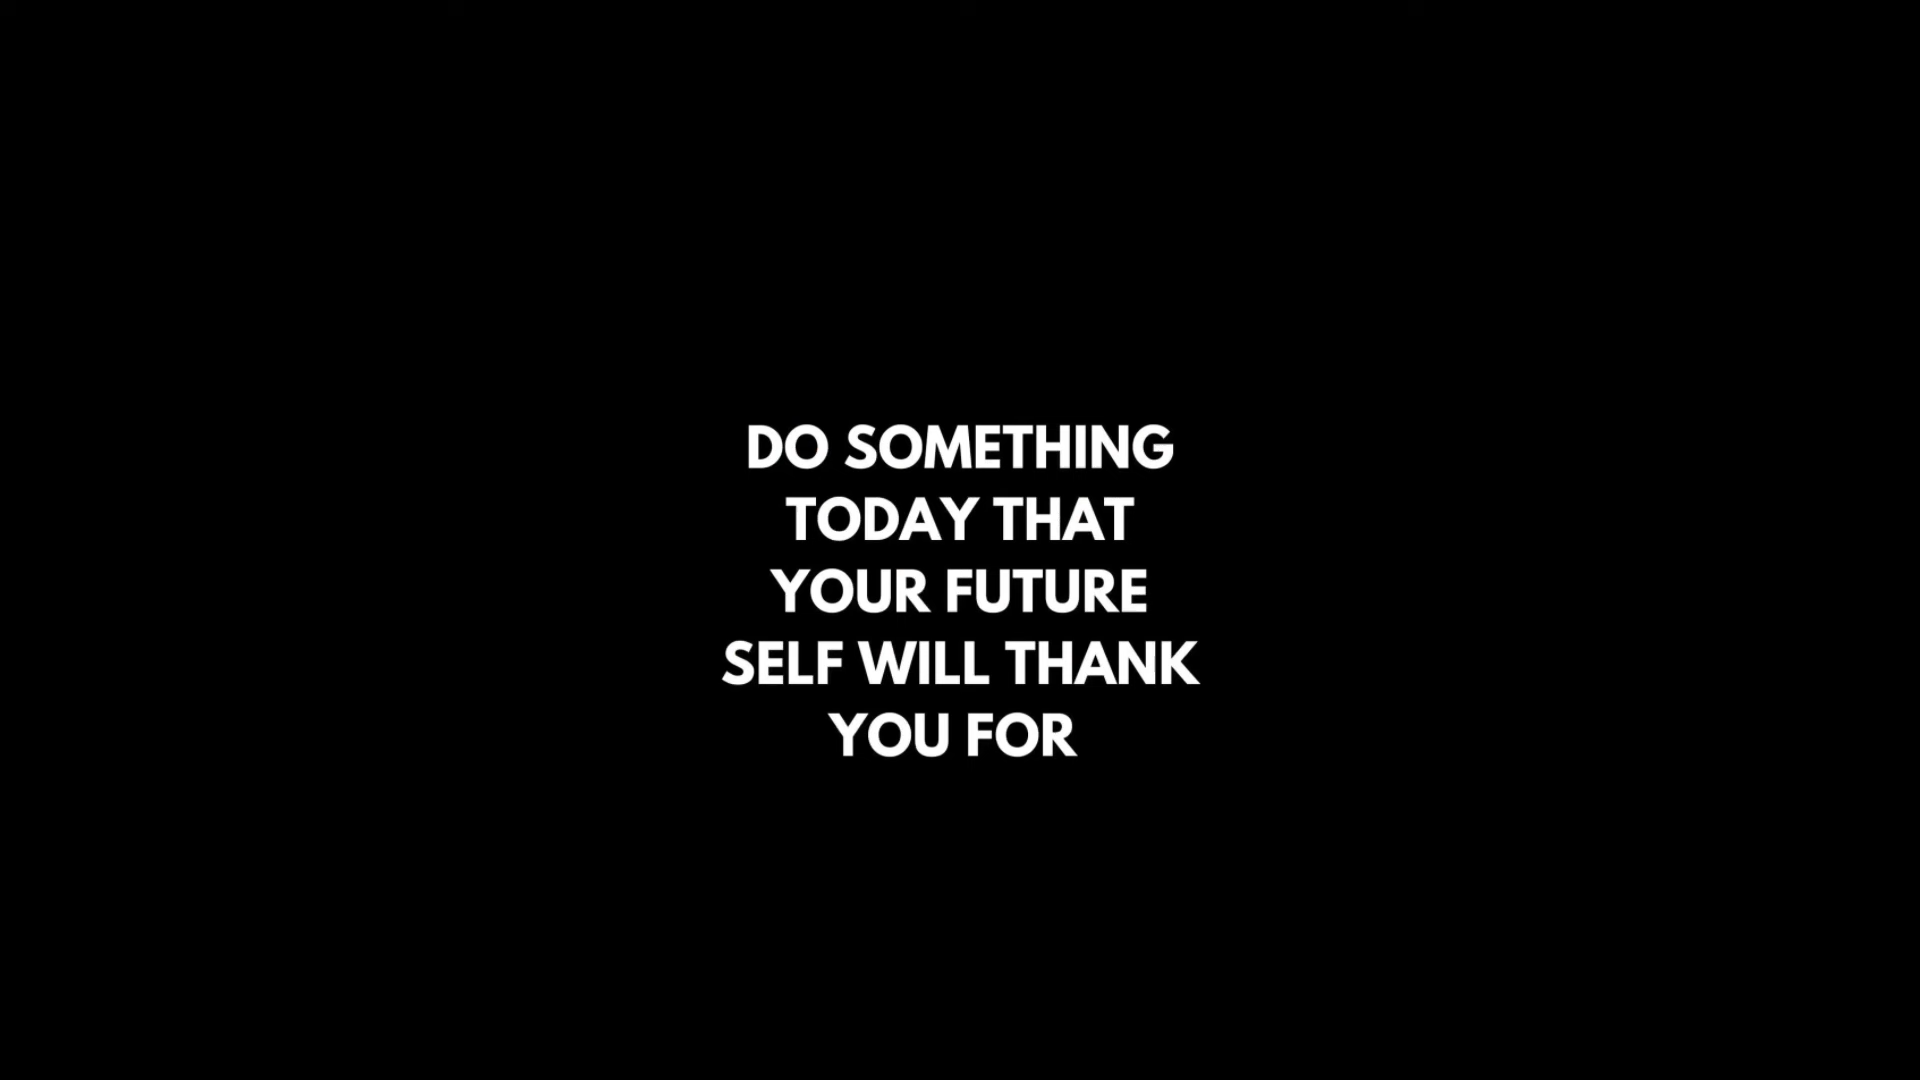 DO SOMETHING
TODAY THAT
YOUR FUTURE
SELF WILL THANK
YOU FOR